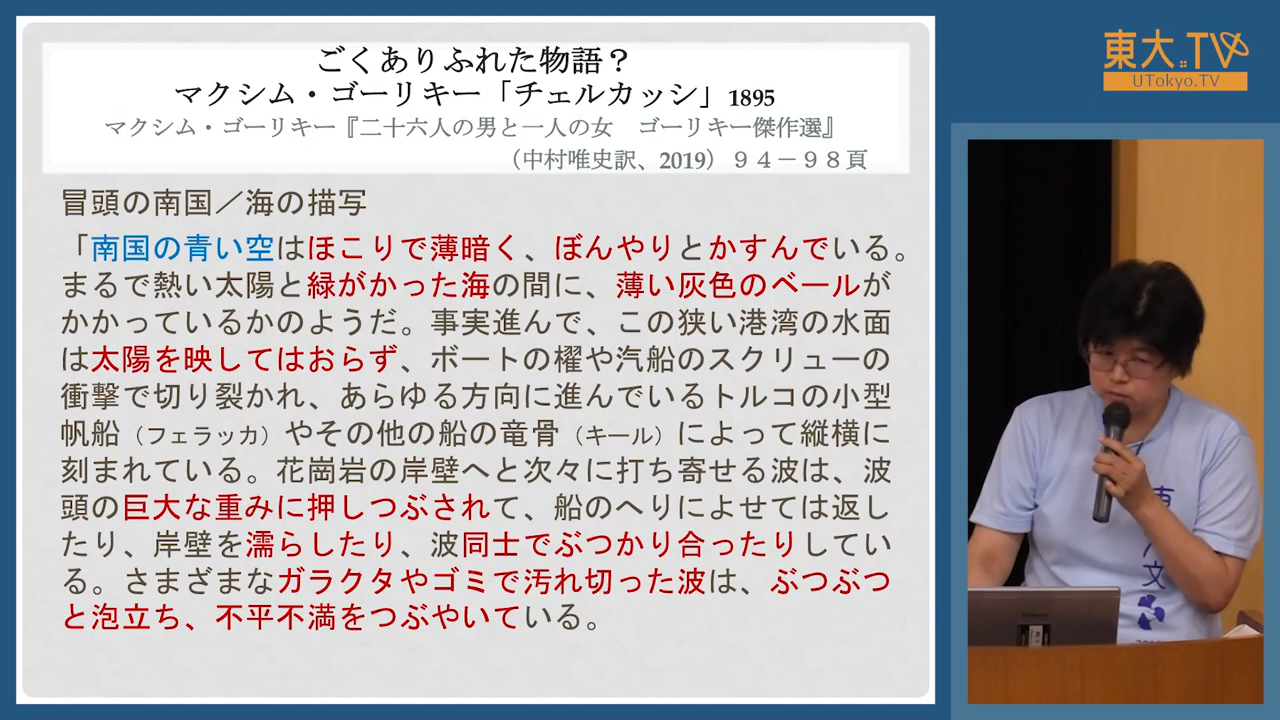 ごくありふれた物語？
マクシム・ゴーリキー「チェルカッシ」1895
マクシム・ゴーリキー『二十六人の男と一人の女　ゴーリキー傑作選』
（中村唯史訳、2019）９４－９８頁
冒頭の南国／海の描写
「南国の青い空はほこりで薄暗く、ぼんやりとかすんでいる。
まるで熱い太陽と緑がかった海の間に、薄い灰色のベールが
かかっているかのようだ。事実進んで、この狭い港湾の水面
は太陽を映してはおらず、ボートの櫂や汽船のスクリューの
衝撃で切り裂かれ、あらゆる方向に進んでいるトルコの小型
帆船（フェラッカ）やその他の船の竜骨（キール）によって縦横に
刻まれている。花崗岩の岸壁へと次々に打ち寄せる波は、波
頭の巨大な重みに押しつぶされて、船のへりによせては返し
たり、岸壁を濡らしたり、波同士でぶつかり合ったりしてい
る。さまざまなガラクタやゴミで汚れ切った波は、ぶつぶつ
と泡立ち、不平不満をつぶやいている。
東大.TV
UTokyo.TV
文